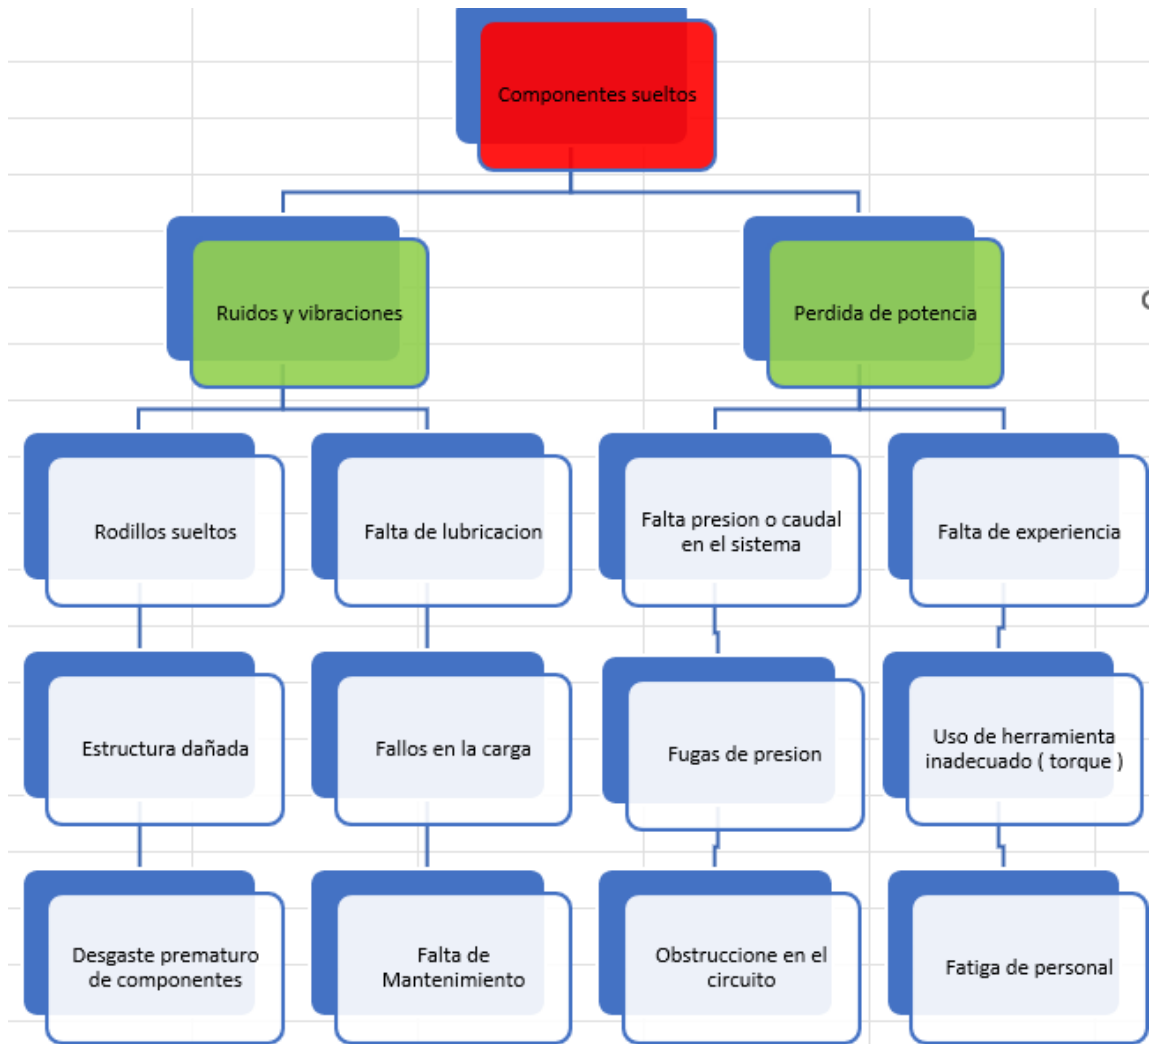 Componentes sueltos
Ruidos y vibraciones
Perdida de potencia
Rodillos sueltos
Falta de lubricacion
Falta presion o caudal
en el sistema
Falta de experiencia
Estructura dañada
Fallos en la carga
Fugas de presion
Uso de herramienta
inadecuado ( torque )
Desgaste prematuro
de componentes
Falta de
Mantenimiento
Obstruccione en el
circuito
Fatiga de personal